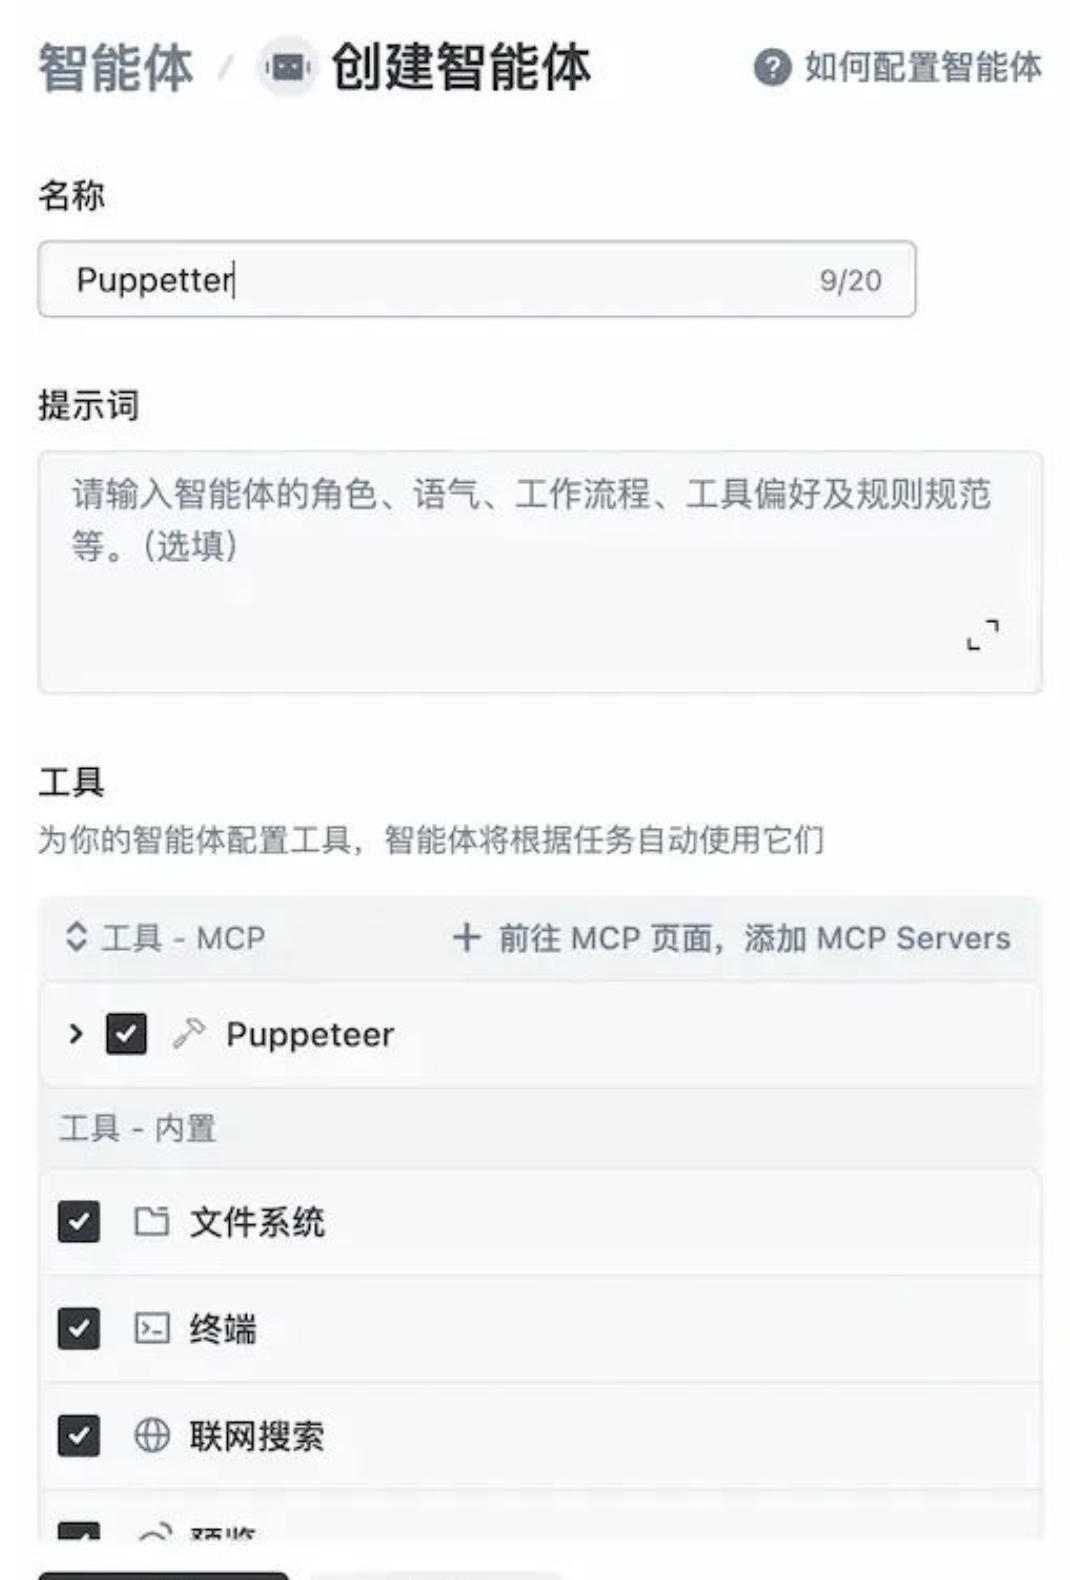 智能体 / 创建智能体
如何配置智能体
名称
Puppetter
9/20
提示词
请输入智能体的角色、语气、工作流程、工具偏好及规则规范
等。（选填）
工具
为你的智能体配置工具，智能体将根据任务自动使用它们
工具 - MCP
+ 前往 MCP 页面，添加 MCP Servers
Puppeteer
工具 - 内置
文件系统
终端
联网搜索
预览